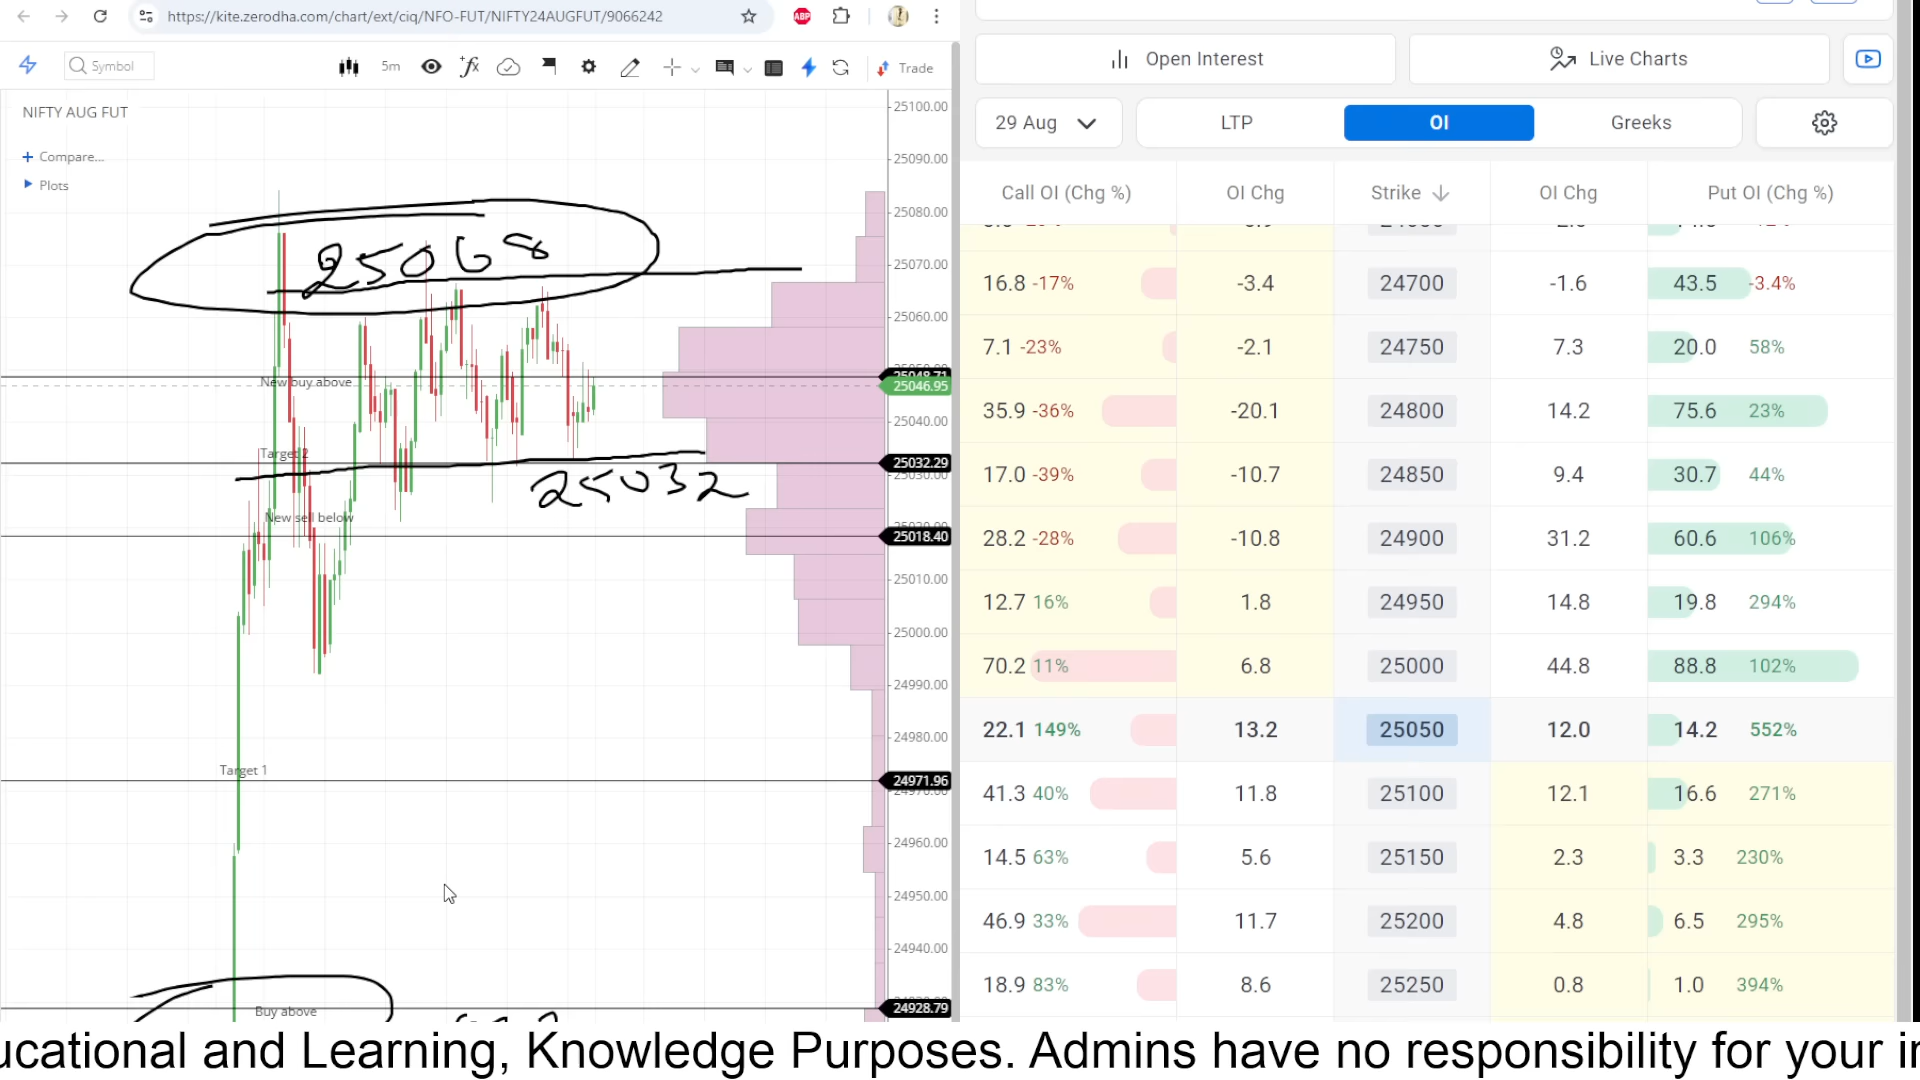 https://kite.zerodha.com/chart/ext/ciq/NFO-FUT/NIFTY24AUGFUT/9066242
ABP
Symbol
5m
Trade
NIFTY AUG FUT
+ Compare...
Plots
25068
New buy above
Target 2
25032
New sell below
Target 1
Buy above
25100.00
25090.00
25080.00
25070.00
25060.00
25048.71
25046.95
25040.00
25032.29
25030.00
25018.40
25010.00
25000.00
24990.00
24980.00
24971.96
24970.00
24960.00
24950.00
24940.00
24928.79
Open Interest
Live Charts
29 Aug
LTP OI Greeks
Call OI (Chg %) OI Chg Strike OI Chg Put OI (Chg %)
16.8 -17% -3.4 24700 -1.6 43.5 -3.4%
7.1 -23% -2.1 24750 7.3 20.0 58%
35.9 -36% -20.1 24800 14.2 75.6 23%
17.0 -39% -10.7 24850 9.4 30.7 44%
28.2 -28% -10.8 24900 31.2 60.6 106%
12.7 16% 1.8 24950 14.8 19.8 294%
70.2 11% 6.8 25000 44.8 88.8 102%
22.1 149% 13.2 25050 12.0 14.2 552%
41.3 40% 11.8 25100 12.1 16.6 271%
14.5 63% 5.6 25150 2.3 3.3 230%
46.9 33% 11.7 25200 4.8 6.5 295%
18.9 83% 8.6 25250 0.8 1.0 394%
ucational and Learning, Knowledge Purposes. Admins have no responsibility for your in